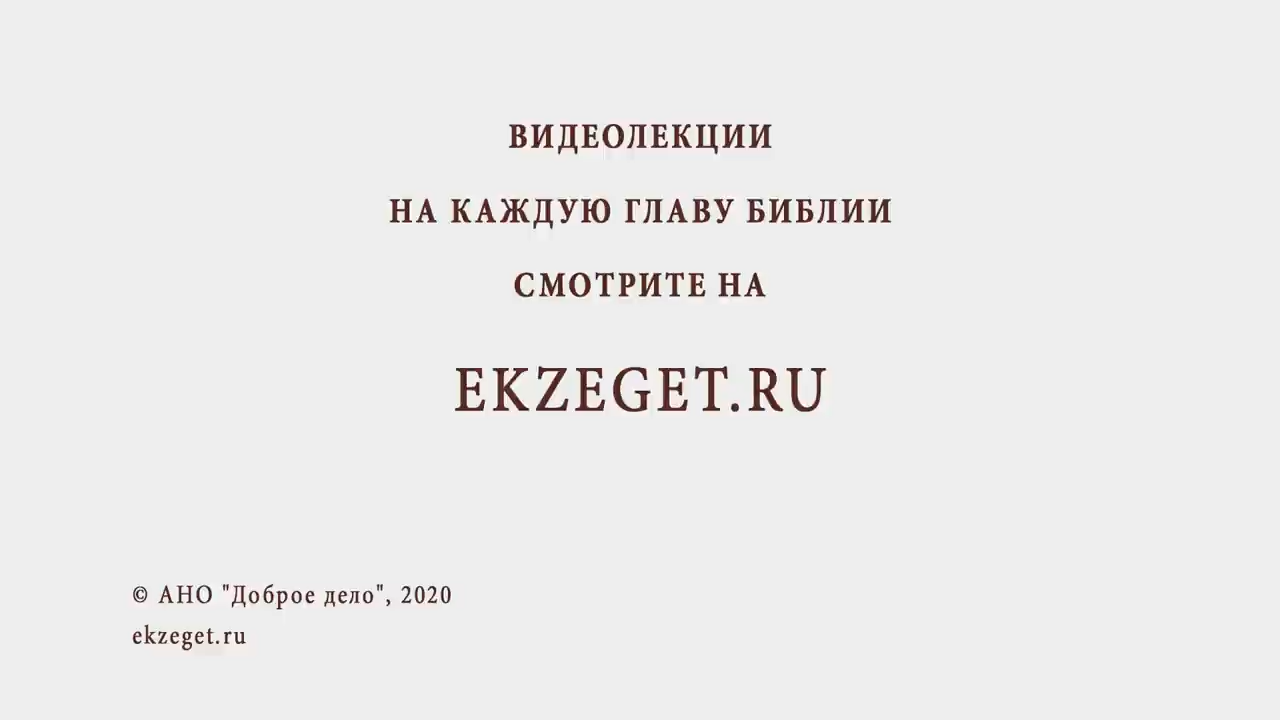 ВИДЕОЛЕКЦИИ
НА КАЖДУЮ ГЛАВУ БИБЛИИ
СМОТРИТЕ НА
EKZEGET.RU
© АНО "Доброе дело", 2020
ekzeget.ru